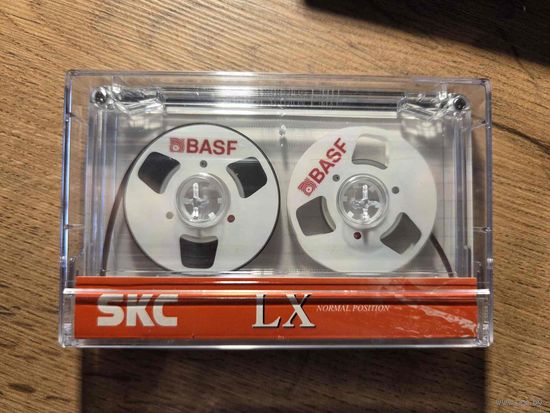 BASF
BASF
SKC LX NORMAL POSITION